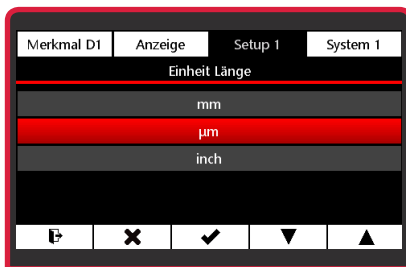 Merkmal D1 Anzeige Setup 1 System 1
Einheit Länge
mm
µm
inch